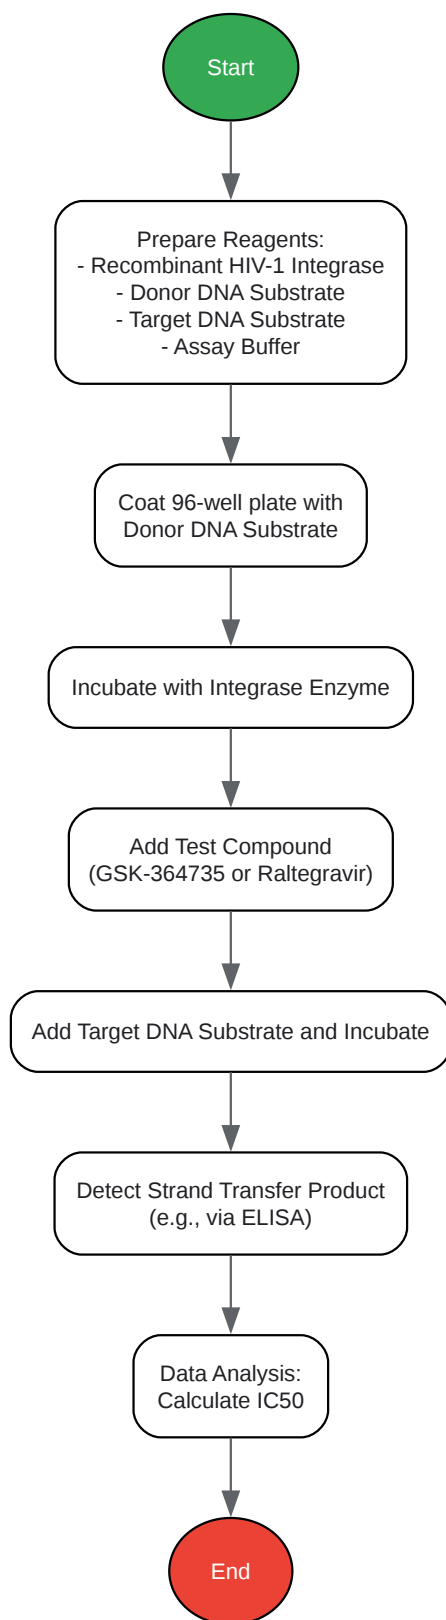 Start
Prepare Reagents:
- Recombinant HIV-1 Integrase
- Donor DNA Substrate
- Target DNA Substrate
- Assay Buffer
Coat 96-well plate with
Donor DNA Substrate
Incubate with Integrase Enzyme
Add Test Compound
(GSK-364735 or Raltegravir)
Add Target DNA Substrate and Incubate
Detect Strand Transfer Product
(e.g., via ELISA)
Data Analysis:
Calculate IC50
End